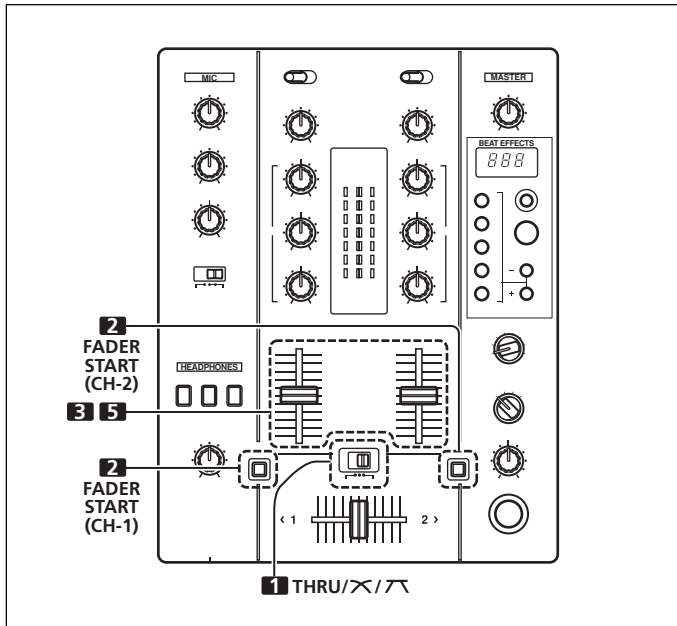 MIC
MASTER
BEAT EFFECTS
888
–
+
2
FADER
START
(CH-2)
HEADPHONES
3 5
2
FADER
START
(CH-1)
‹ 1
2 ›
1 THRU/